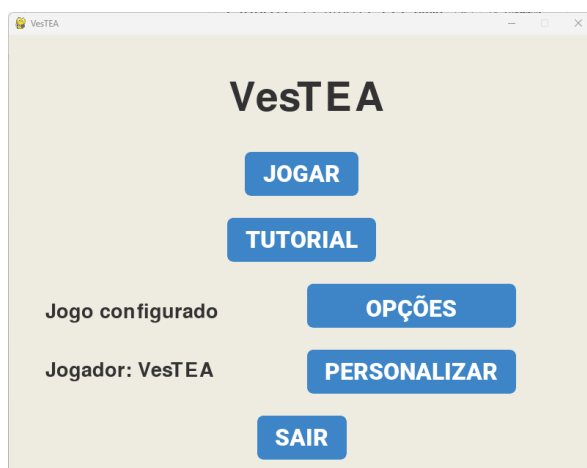 VesTEA
VesTEA
JOGAR
TUTORIAL
Jogo configurado
OPÇÕES
Jogador: VesTEA
PERSONALIZAR
SAIR